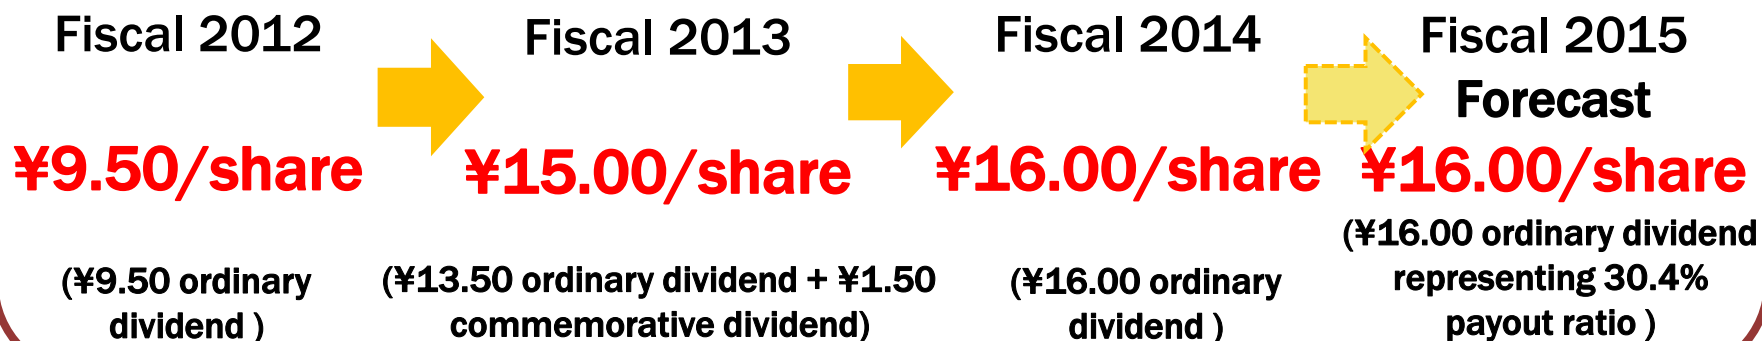 Fiscal 2012
¥9.50/share
(¥9.50 ordinary
dividend )
Fiscal 2013
¥15.00/share
(¥13.50 ordinary dividend + ¥1.50
commemorative dividend)
Fiscal 2014
¥16.00/share
(¥16.00 ordinary
dividend )
Fiscal 2015
Forecast
¥16.00/share
(¥16.00 ordinary dividend
representing 30.4%
payout ratio )